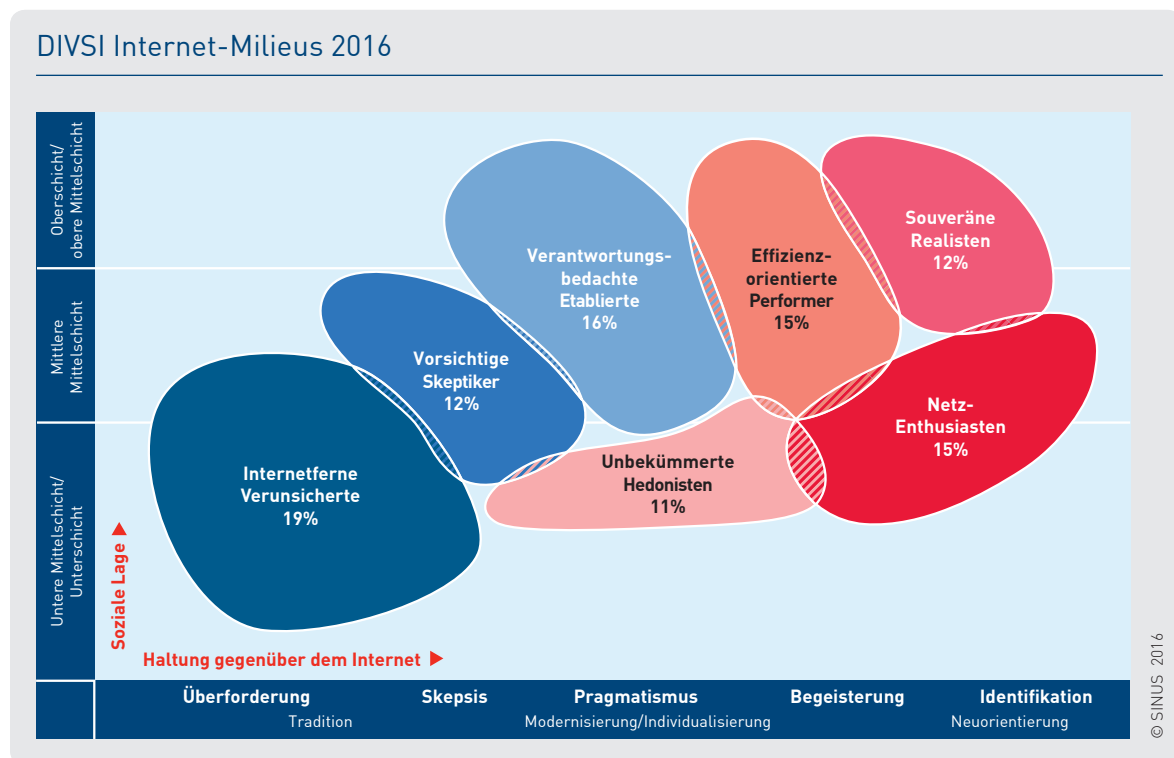 DIVSI Internet-Milieus 2016
Oberschicht/
obere Mittelschicht
Mittlere
Mittelschicht
Untere Mittelschicht/
Unterschicht
Soziale Lage
Haltung gegenüber dem Internet
Internetferne
Verunsicherte
19%
Vorsichtige
Skeptiker
12%
Verantwortungs-
bedachte
Etablierte
16%
Effizienz-
orientierte
Performer
15%
Souveräne
Realisten
12%
Unbekümmerte
Hedonisten
11%
Netz-
Enthusiasten
15%
Überforderung
Skepsis
Pragmatismus
Begeisterung
Identifikation
Tradition
Modernisierung/Individualisierung
Neuorientierung
© SINUS 2016